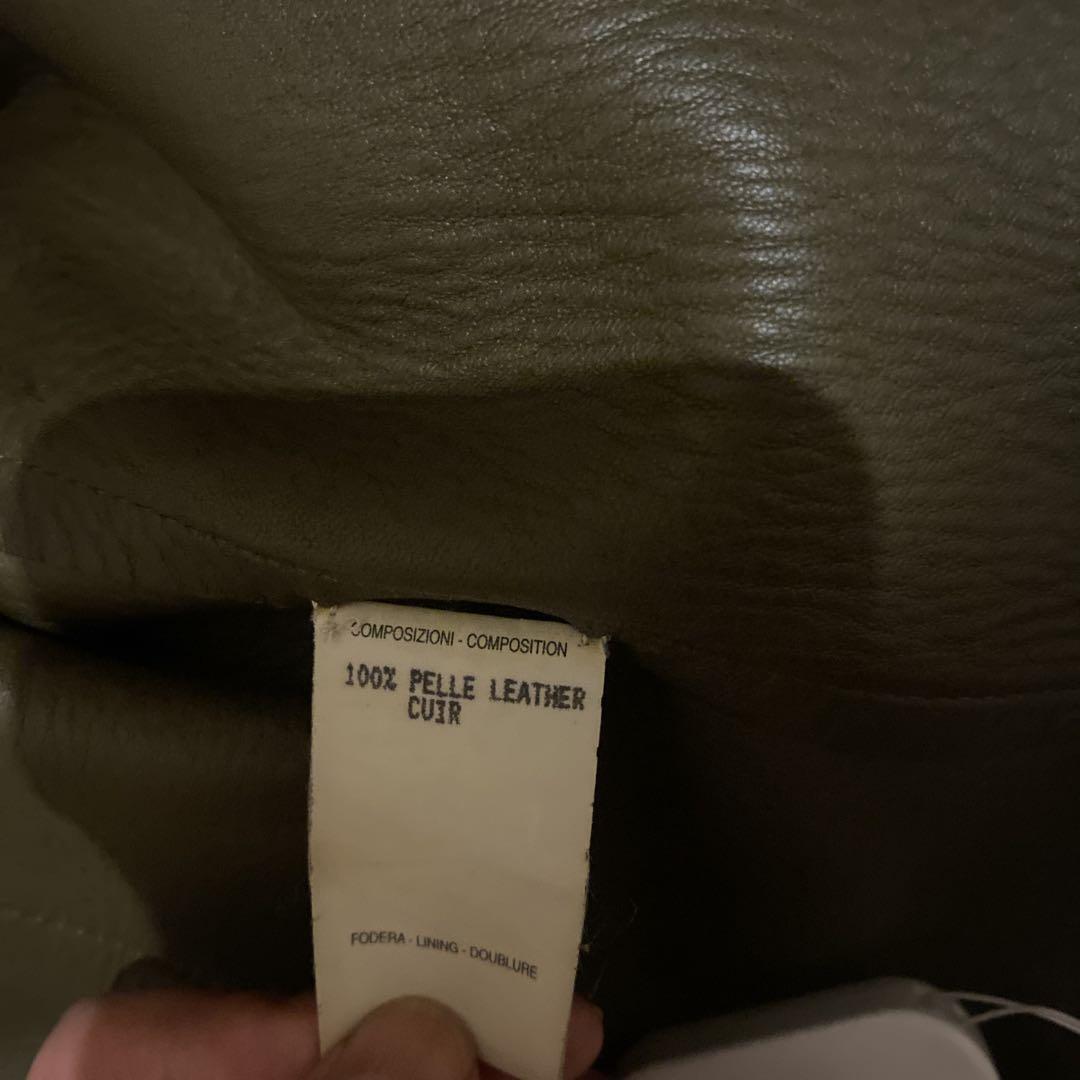 COMPOSIZIONI - COMPOSITION
100% PELLE LEATHER
CUIR
FODERA - LINING - DOUBLURE